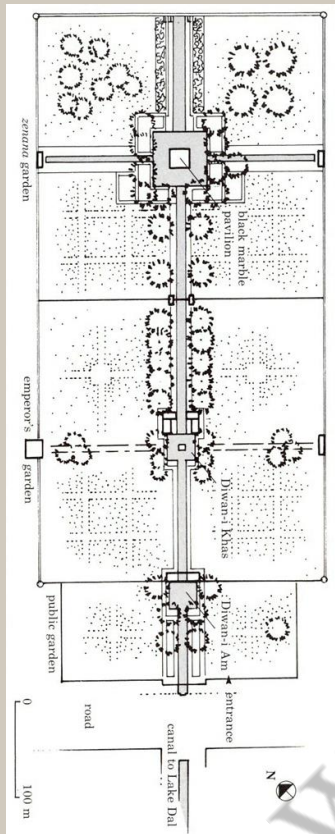 zenana garden
black marble
pavilion
emperor's garden
Diwan-i Khas
Diwan-i Am
public garden
entrance
road
canal to Lake Dal
0 100 m
N